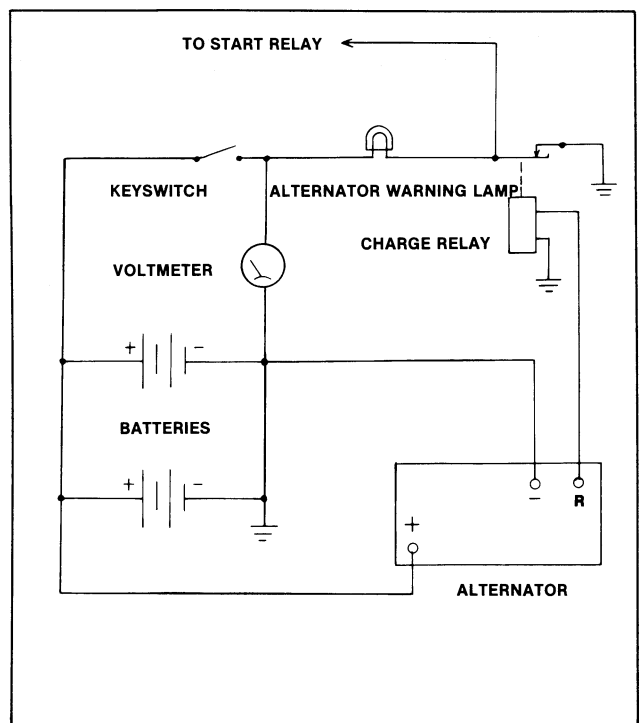 TO START RELAY
KEYSWITCH
ALTERNATOR WARNING LAMP
CHARGE RELAY
VOLTMETER
+ -
BATTERIES
+ -
- R
+
ALTERNATOR